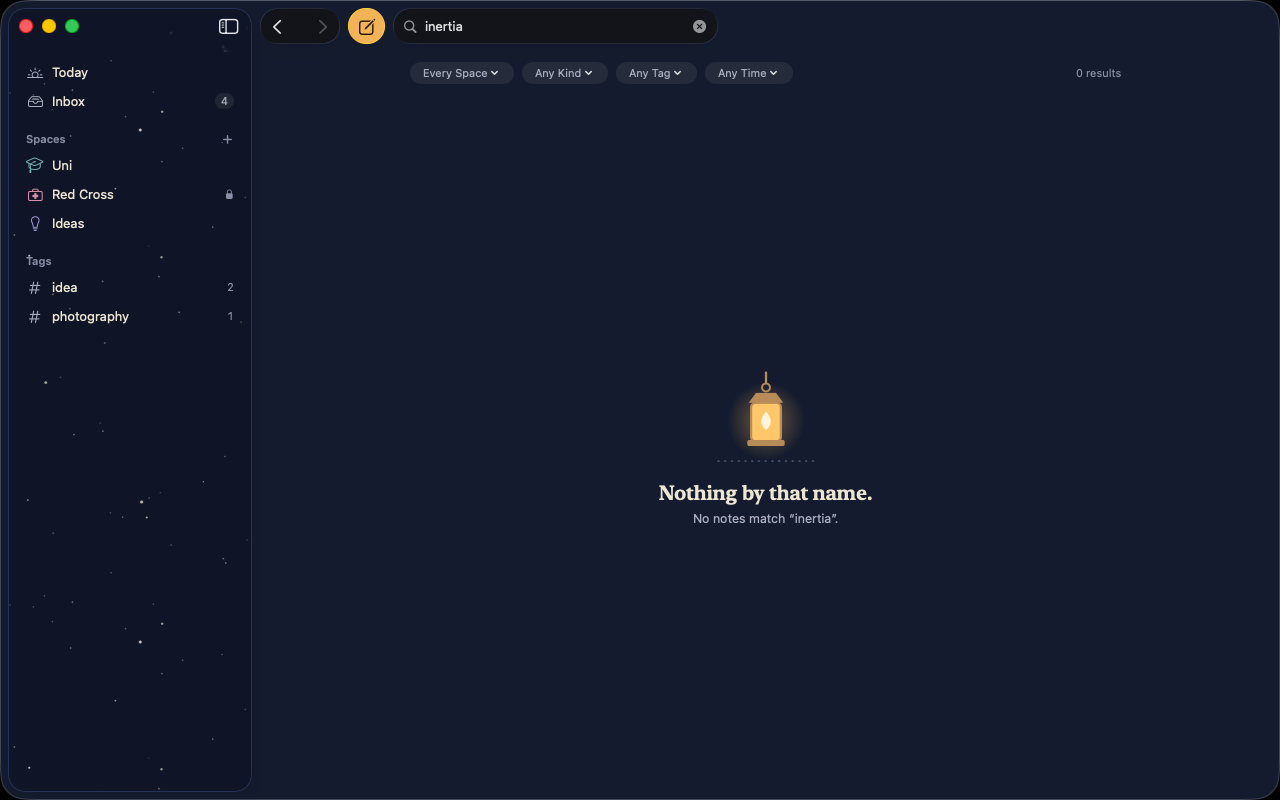 inertia
Today
Inbox 4
Spaces
Uni
Red Cross
Ideas
Tags
# idea 2
# photography 1
Every Space Any Kind Any Tag Any Time 0 results
Nothing by that name.
No notes match “inertia”.